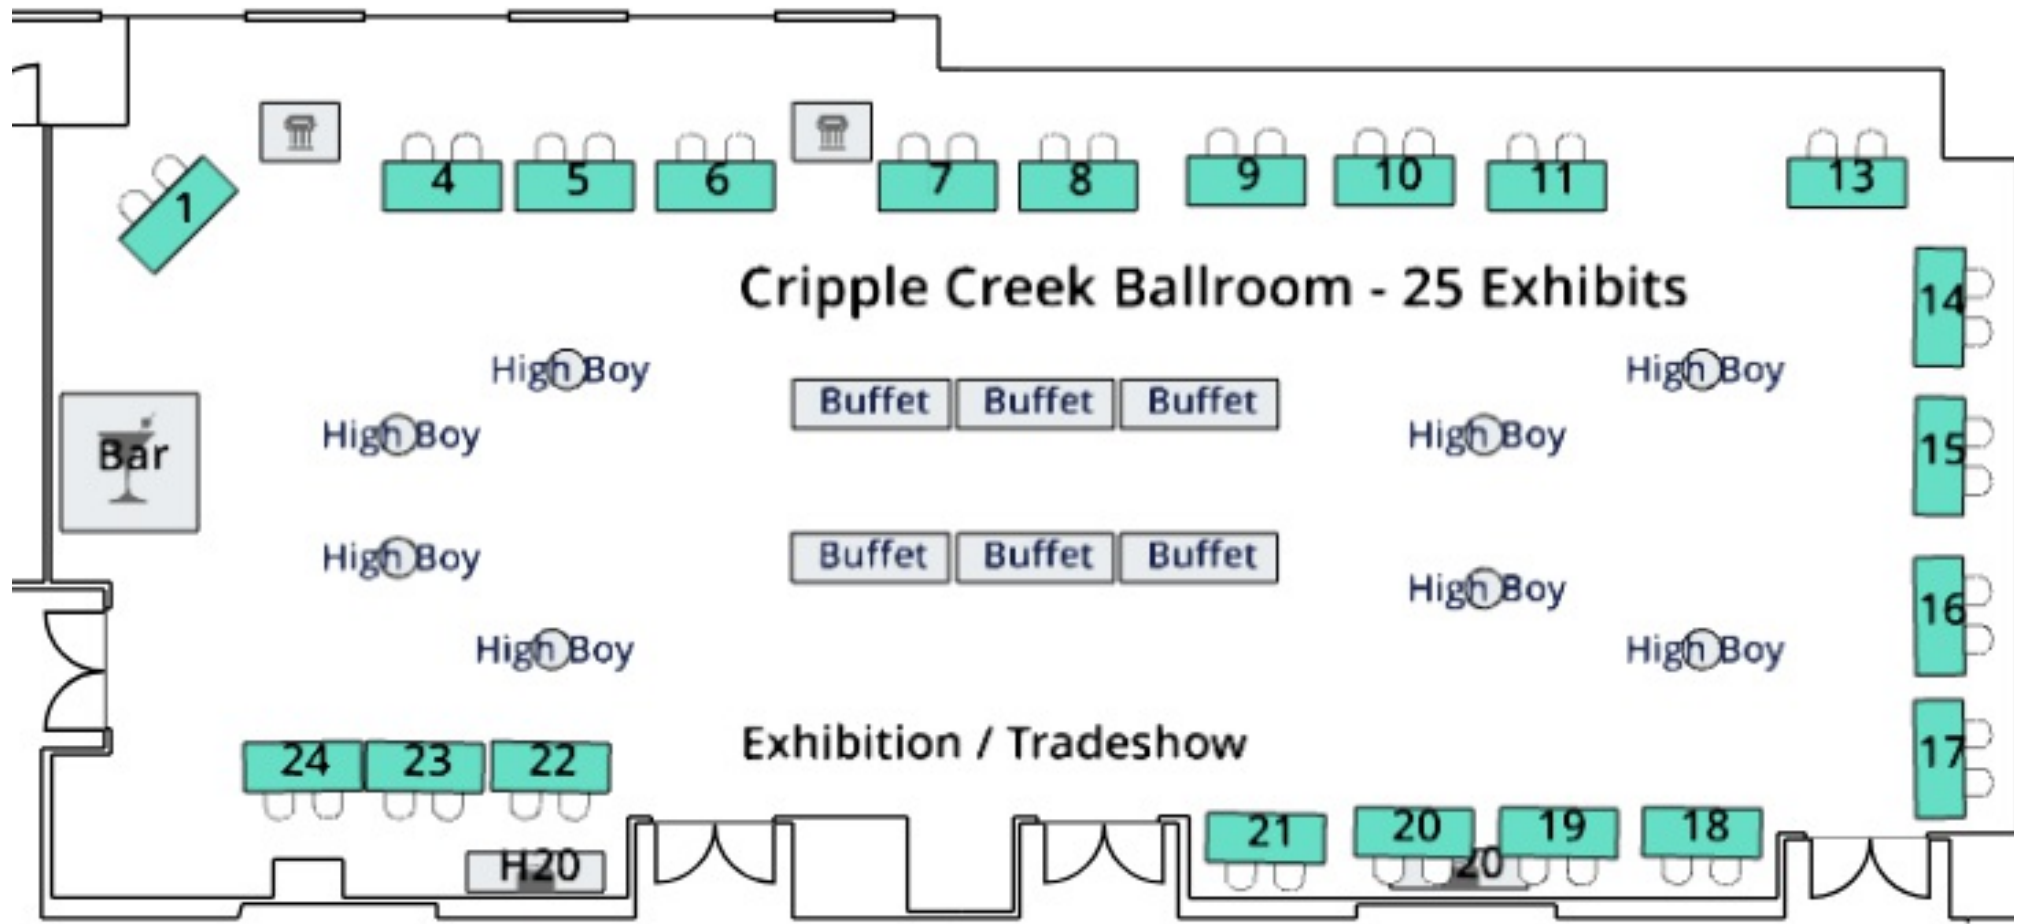 4 5 6 7 8 9 10 11 13
1
Cripple Creek Ballroom - 25 Exhibits
14
High Boy High Boy
Buffet Buffet Buffet
High Boy High Boy
15
Bar
High Boy Buffet Buffet Buffet
High Boy
16
High Boy High Boy
Exhibition / Tradeshow
17
24 23 22
21 20 19 18
H20 20